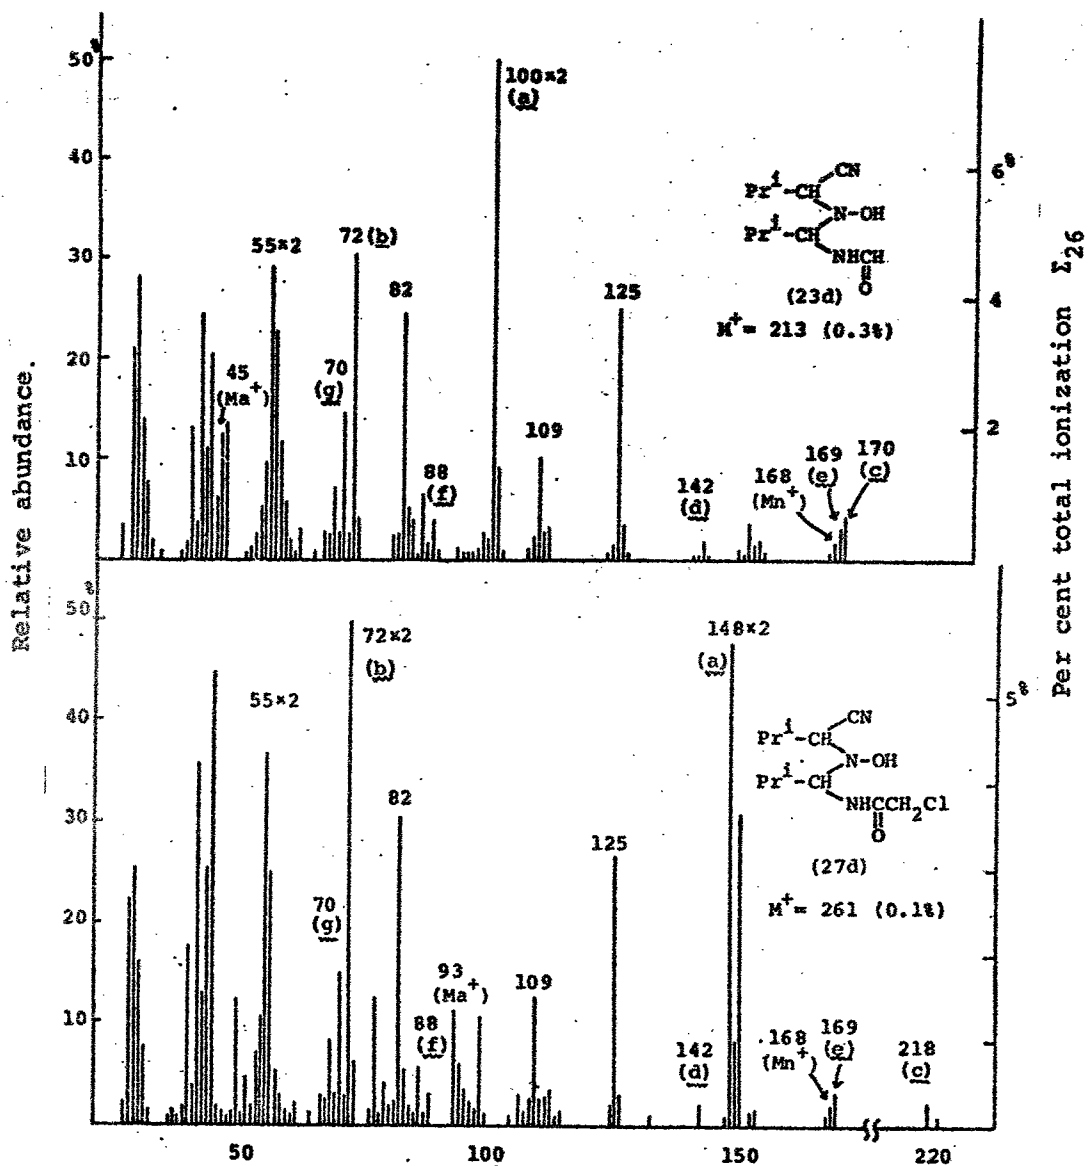 Relative abundance.
Per cent total ionization Σ26
%
50
40
30
20
10
6%
4
2
45
(Ma+)
55×2
70
(g)
72(b)
82
88
(f)
100×2
(a)
109
125
142
(d)
168
(Mn+)
169
(e)
170
(c)
Pri-CH
CN
N-OH
Pri-CH
NHCH
O
(23d)
M+= 213 (0.3%)
%
50
40
30
20
10
5%
55×2
70
(g)
72×2
(b)
82
88
(f)
93
(Ma+)
109
125
142
(d)
148×2
(a)
168
(Mn+)
169
(e)
218
(c)
Pri-CH
CN
N-OH
Pri-CH
NHCCH2Cl
O
(27d)
M+= 261 (0.1%)
50
100
150
220